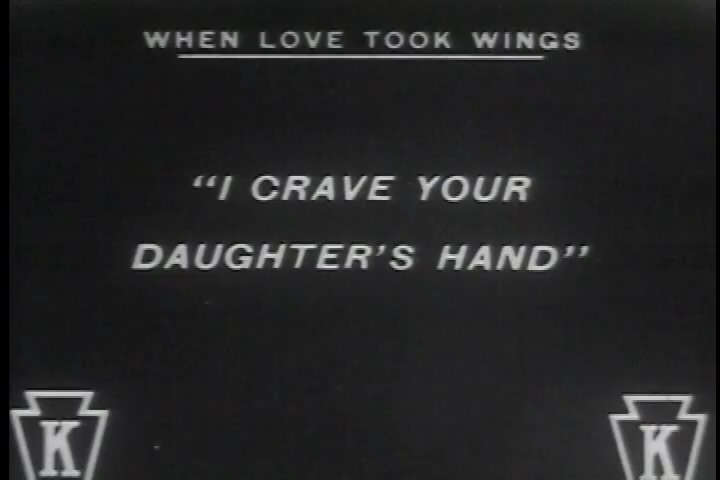 WHEN LOVE TOOK WINGS
"I CRAVE YOUR
DAUGHTER'S HAND"
K K